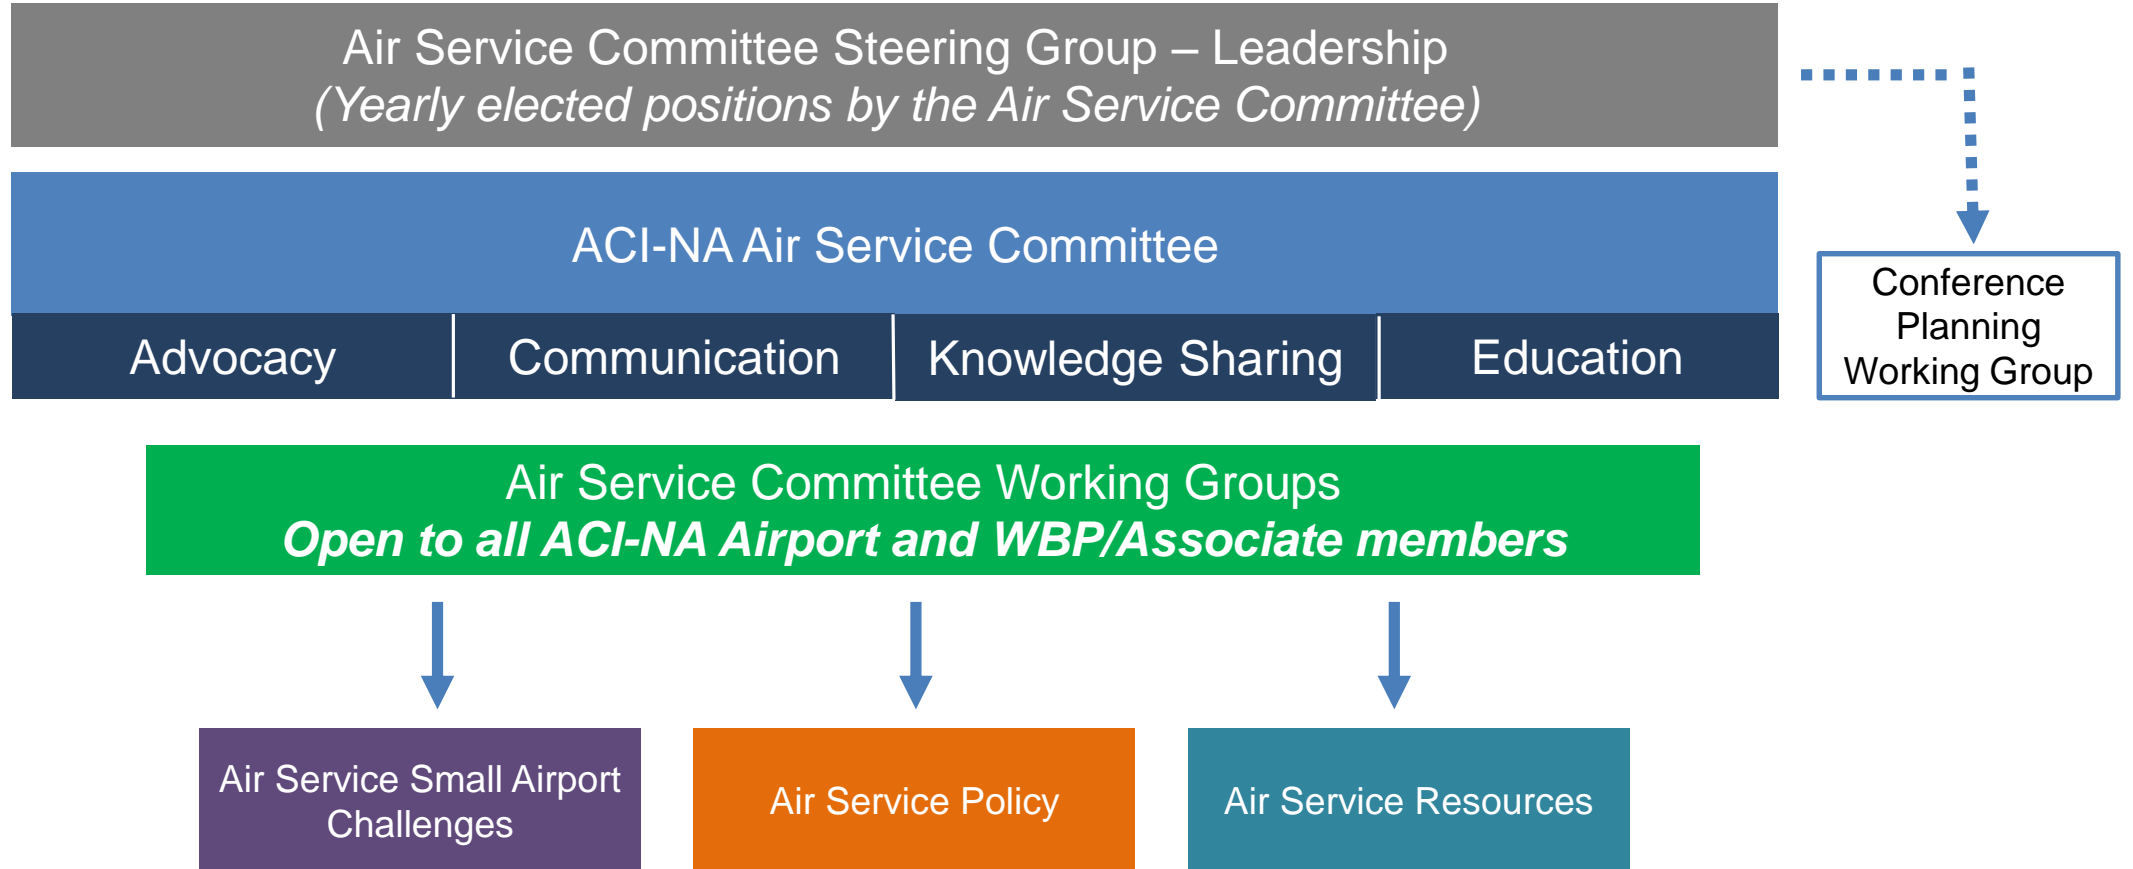 Air Service Committee Steering Group – Leadership
(Yearly elected positions by the Air Service Committee)
ACI-NA Air Service Committee
Advocacy
Communication
Knowledge Sharing
Education
Conference
Planning
Working Group
Air Service Committee Working Groups
Open to all ACI-NA Airport and WBP/Associate members
Air Service Small Airport
Challenges
Air Service Policy
Air Service Resources